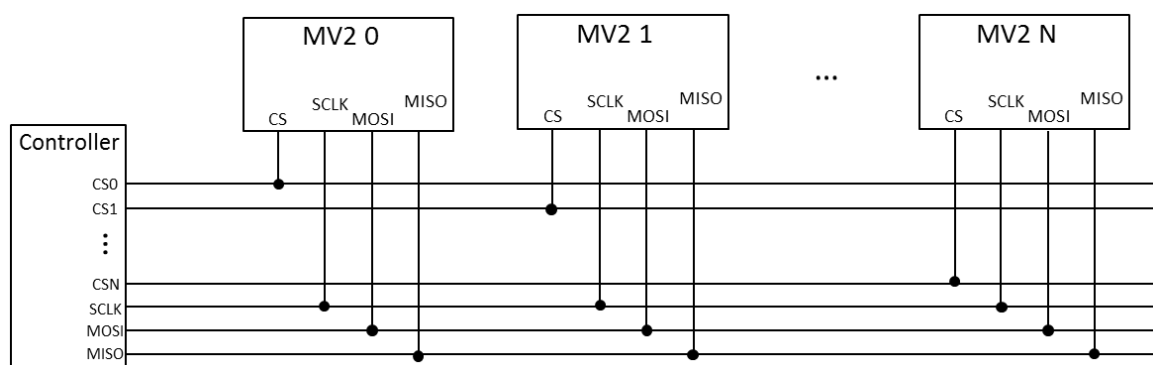 MV2 0
MV2 1
...
MV2 N
CS
SCLK
MOSI
MISO
CS
SCLK
MOSI
MISO
CS
SCLK
MOSI
MISO
Controller
CS0
CS1
⋮
CSN
SCLK
MOSI
MISO